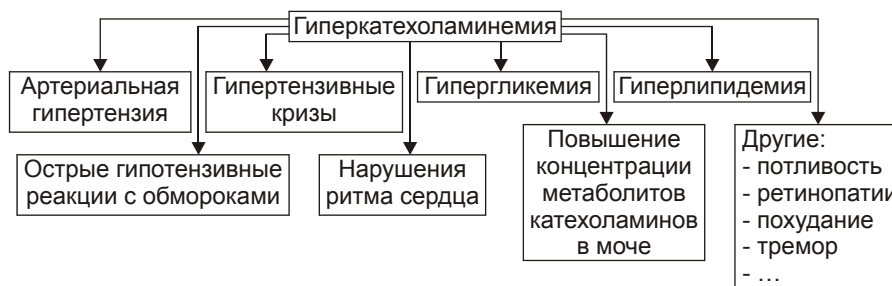 Гиперкатехоламинемия
Артериальная
гипертензия
Гипертензивные
кризы
Гипергликемия
Гиперлипидемия
Острые гипотензивные
реакции с обмороками
Нарушения
ритма сердца
Повышение
концентрации
метаболитов
катехоламинов
в моче
Другие:
- потливость
- ретинопатии
- похудание
- тремор
- ...